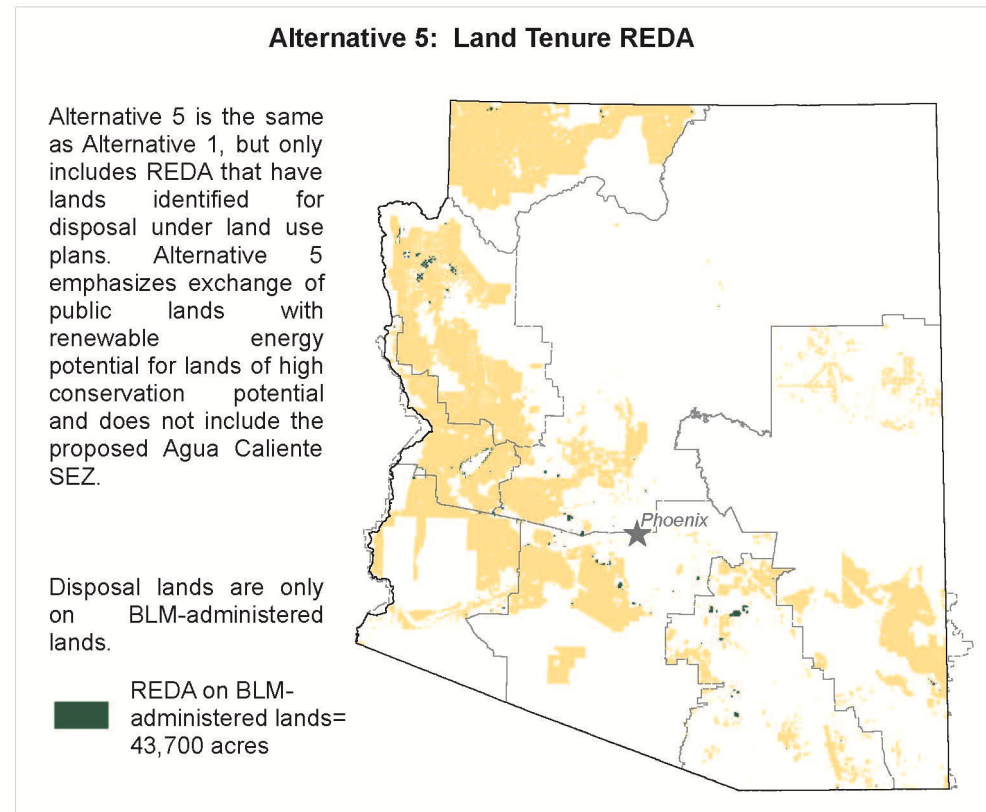 Alternative 5: Land Tenure REDA
Alternative 5 is the same
as Alternative 1, but only
includes REDA that have
lands identified for
disposal under land use
plans. Alternative 5
emphasizes exchange of
public lands with
renewable energy
potential for lands of high
conservation potential
and does not include the
proposed Agua Caliente
SEZ.
Phoenix
Disposal lands are only
on BLM-administered
lands.
REDA on BLM-
administered lands=
43,700 acres